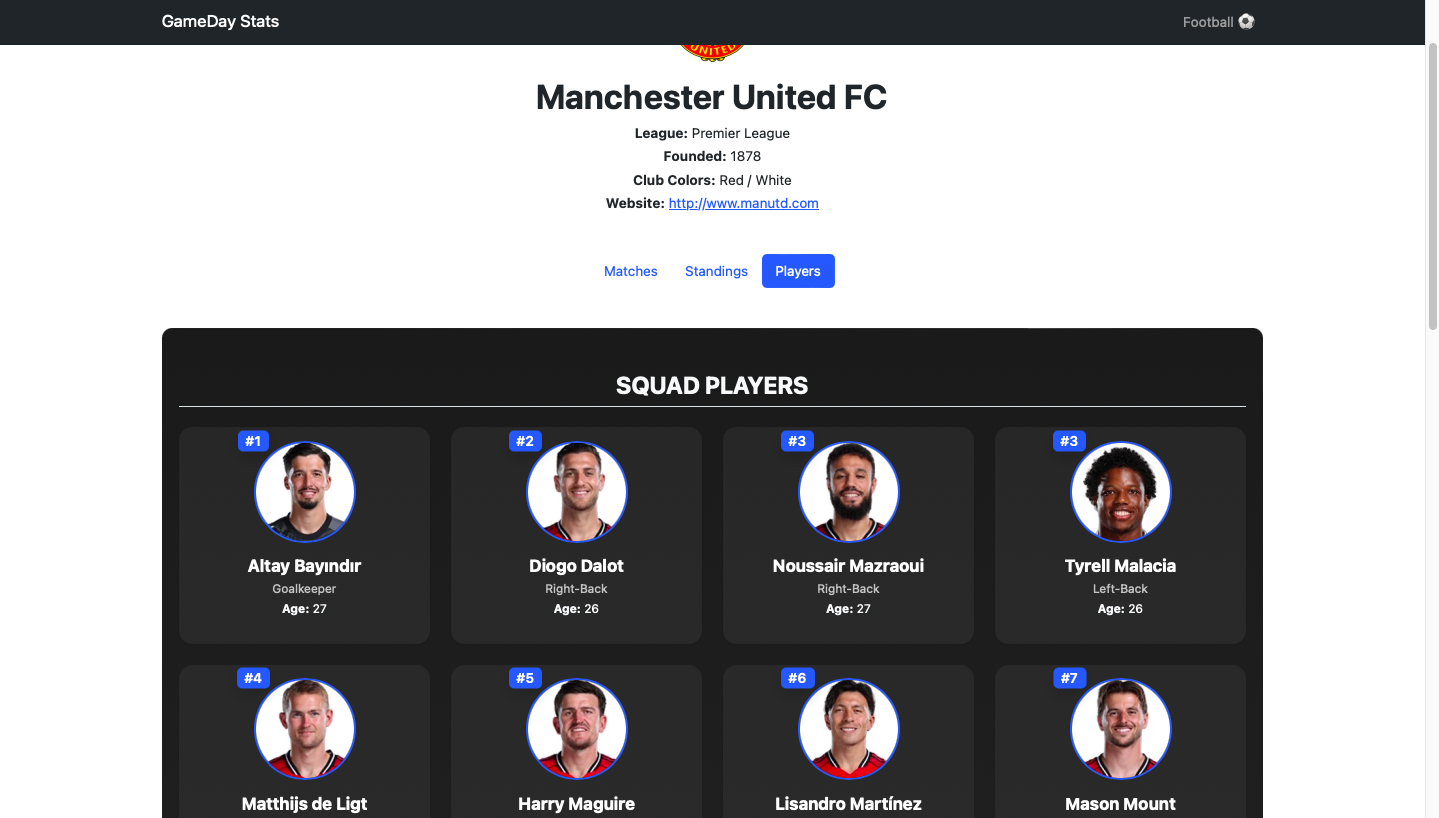 GameDay Stats
Football ⚽
UNITED
Manchester United FC
League: Premier League
Founded: 1878
Club Colors: Red / White
Website: http://www.manutd.com
Matches
Standings
Players
SQUAD PLAYERS
#1
Altay Bayındır
Goalkeeper
Age: 27
#2
Diogo Dalot
Right-Back
Age: 26
#3
Noussair Mazraoui
Right-Back
Age: 27
#3
Tyrell Malacia
Left-Back
Age: 26
#4
Matthijs de Ligt
#5
Harry Maguire
#6
Lisandro Martínez
#7
Mason Mount